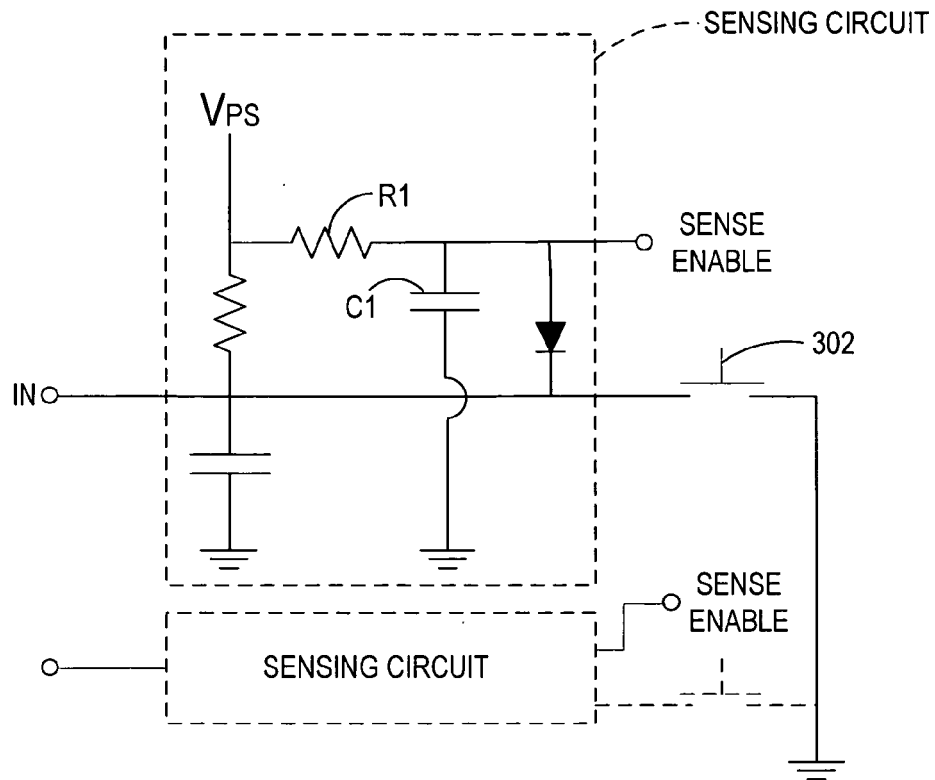 SENSING CIRCUIT
VPS
R1
SENSE
ENABLE
C1
302
IN
SENSE
ENABLE
SENSING CIRCUIT